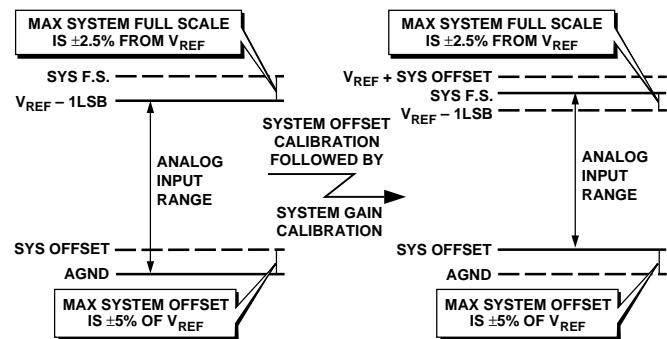 MAX SYSTEM FULL SCALE
IS ±2.5% FROM VREF
SYS F.S.
VREF – 1LSB
ANALOG
INPUT
RANGE
SYS OFFSET
AGND
MAX SYSTEM OFFSET
IS ±5% OF VREF
SYSTEM OFFSET
CALIBRATION
FOLLOWED BY
SYSTEM GAIN
CALIBRATION
MAX SYSTEM FULL SCALE
IS ±2.5% FROM VREF
VREF + SYS OFFSET
SYS F.S.
VREF – 1LSB
ANALOG
INPUT
RANGE
SYS OFFSET
AGND
MAX SYSTEM OFFSET
IS ±5% OF VREF